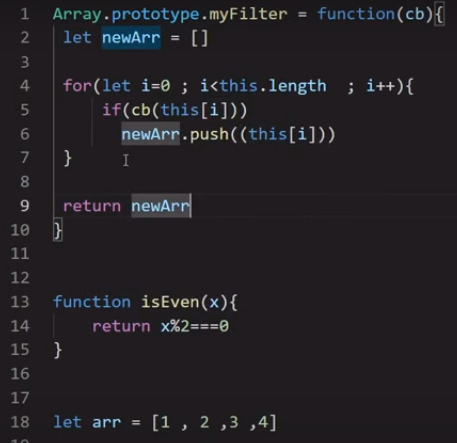 1 Array.prototype.myFilter = function(cb){
2 let newArr = []
3
4 for(let i=0 ; i<this.length  ; i++){
5 if(cb(this[i]))
6 newArr.push((this[i]))
7 }
8
9 return newArr
10 }
11
12
13 function isEven(x){
14 return x%2===0
15 }
16
17
18 let arr = [1 , 2 ,3 ,4]